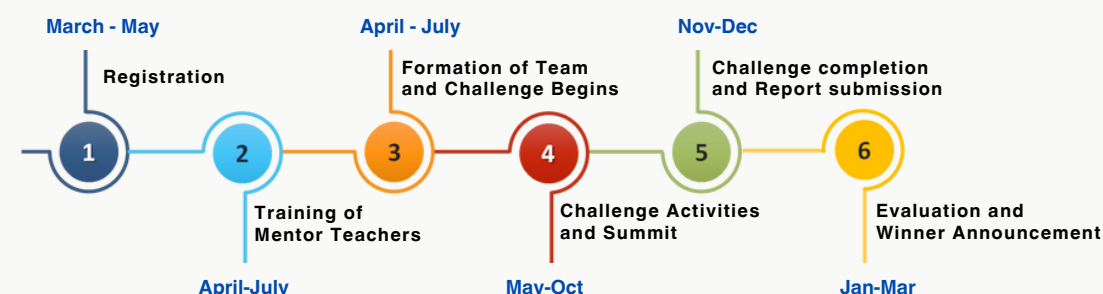 March - May
1
Registration
2
Training of
Mentor Teachers
April-July
April - July
3
Formation of Team
and Challenge Begins
4
Challenge Activities
and Summit
May-Oct
Nov-Dec
5
Challenge completion
and Report submission
6
Evaluation and
Winner Announcement
Jan-Mar